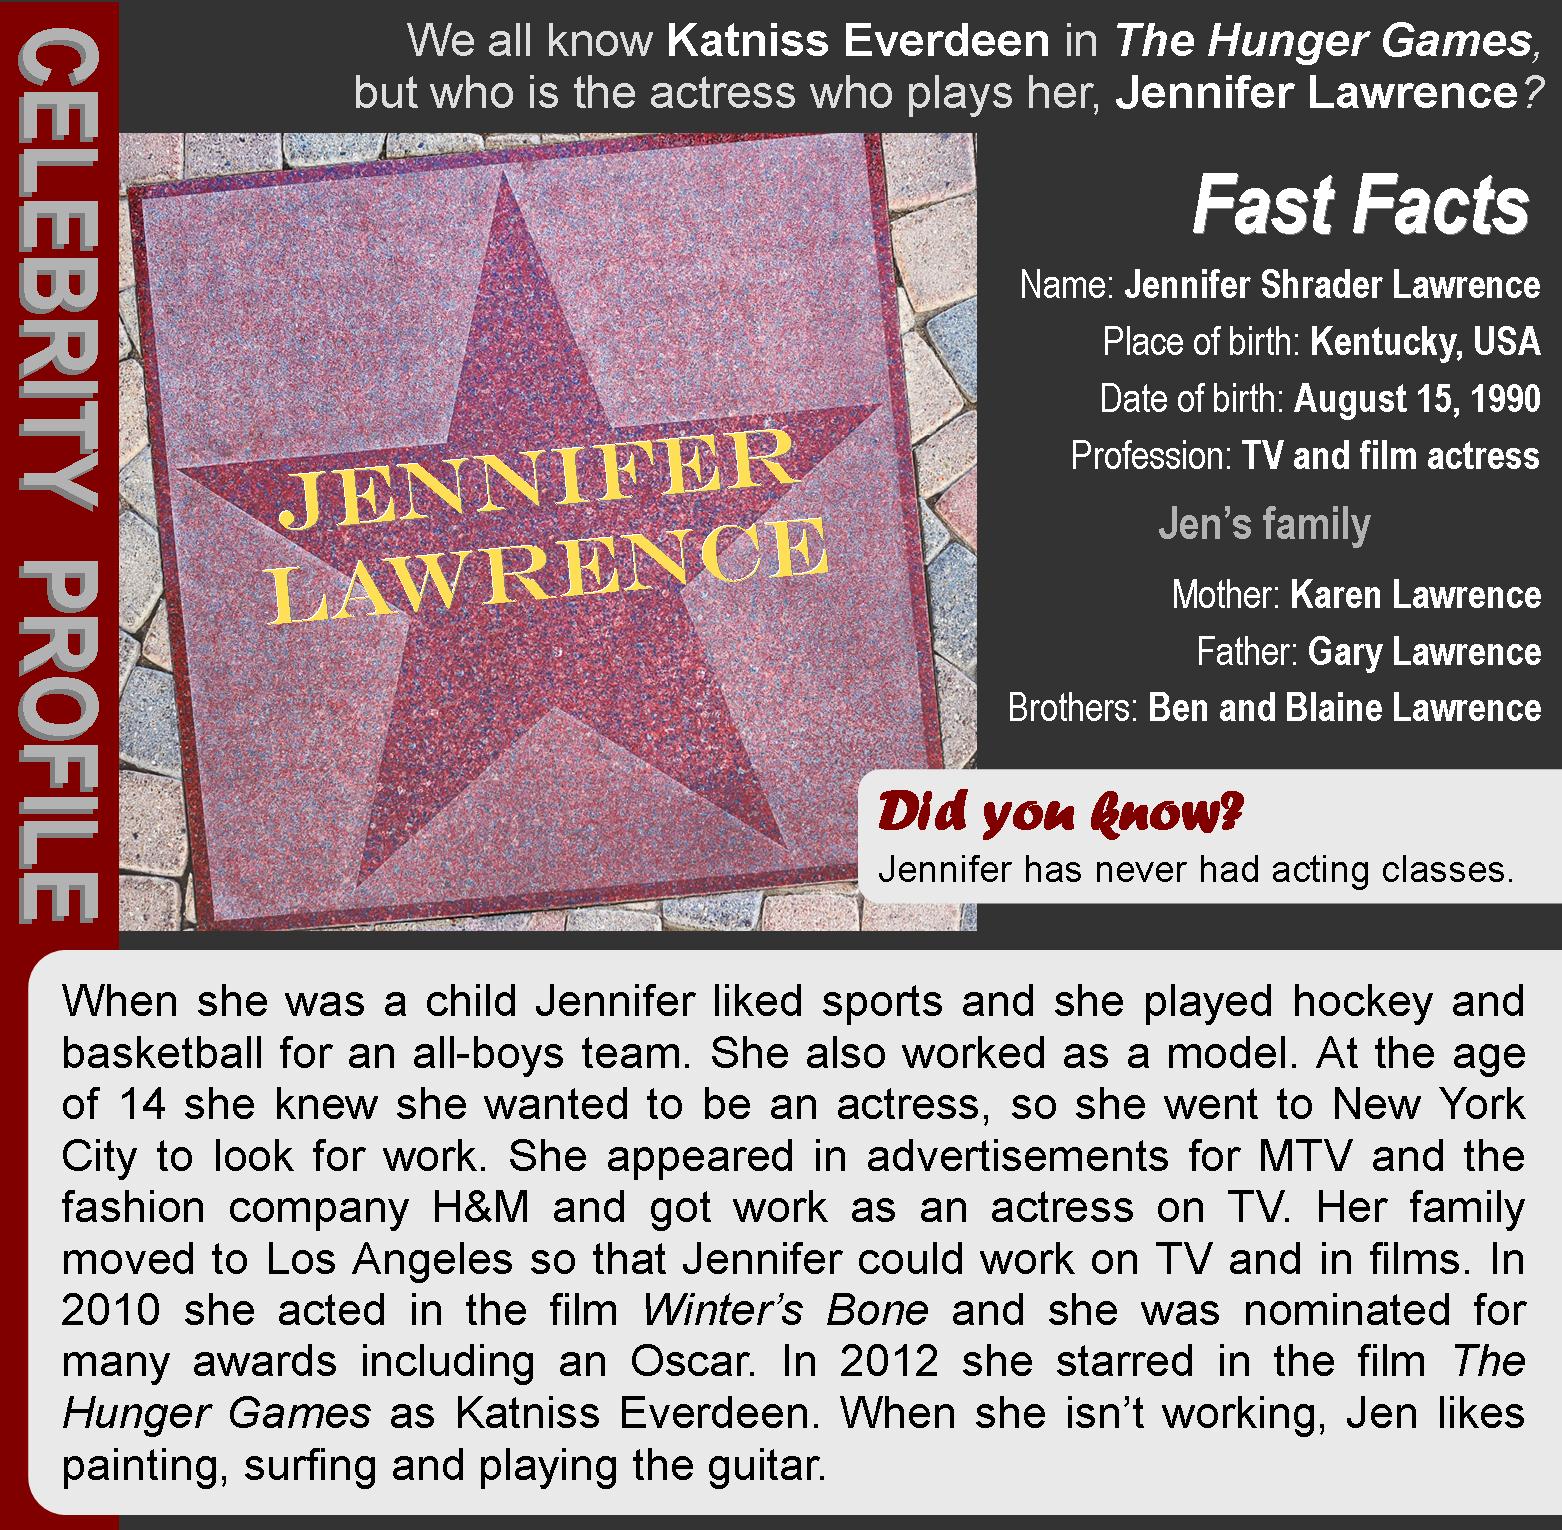 CELEBRITY PROFILE
We all know Katniss Everdeen in The Hunger Games,
but who is the actress who plays her, Jennifer Lawrence?
JENNIFER
LAWRENCE
Fast Facts
Name: Jennifer Shrader Lawrence
Place of birth: Kentucky, USA
Date of birth: August 15, 1990
Profession: TV and film actress
Jen’s family
Mother: Karen Lawrence
Father: Gary Lawrence
Brothers: Ben and Blaine Lawrence
Did you know?
Jennifer has never had acting classes.
When she was a child Jennifer liked sports and she played hockey and
basketball for an all-boys team. She also worked as a model. At the age
of 14 she knew she wanted to be an actress, so she went to New York
City to look for work. She appeared in advertisements for MTV and the
fashion company H&M and got work as an actress on TV. Her family
moved to Los Angeles so that Jennifer could work on TV and in films. In
2010 she acted in the film Winter’s Bone and she was nominated for
many awards including an Oscar. In 2012 she starred in the film The
Hunger Games as Katniss Everdeen. When she isn’t working, Jen likes
painting, surfing and playing the guitar.